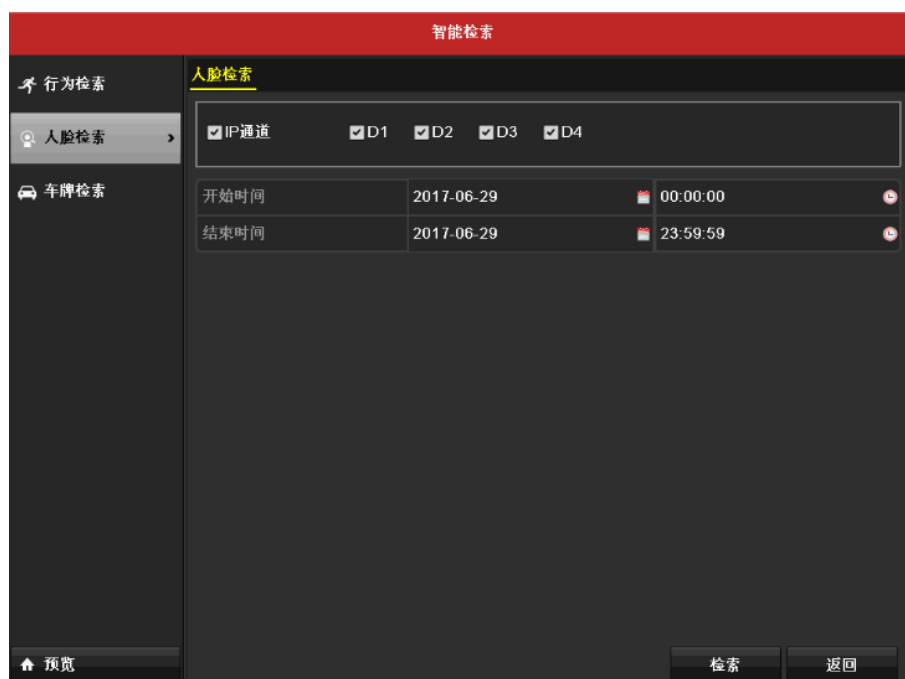 智能检索
行为检索
人脸检索
车牌检索
人脸检索
IP通道 D1 D2 D3 D4
开始时间 2017-06-29 00:00:00
结束时间 2017-06-29 23:59:59
预览
检索 返回